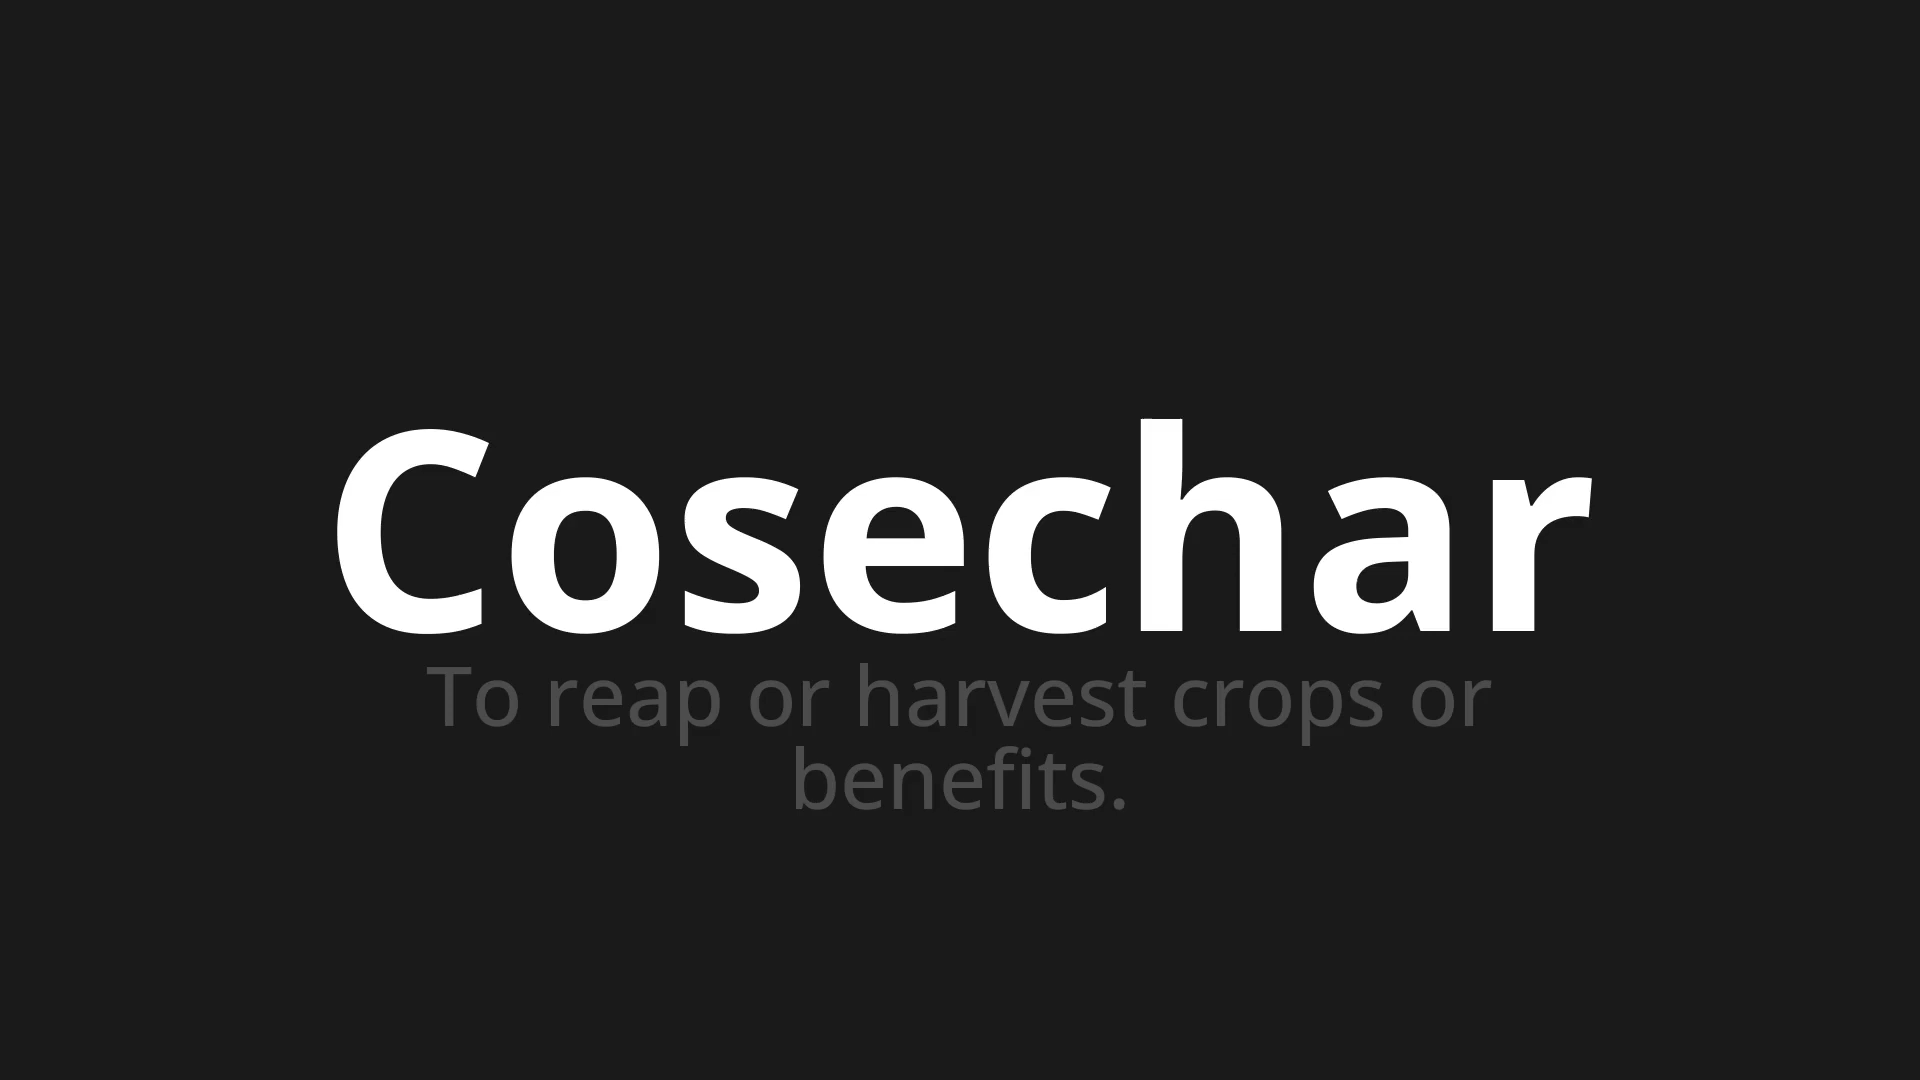 Cosechar
To reap or harvest crops or
benefits.